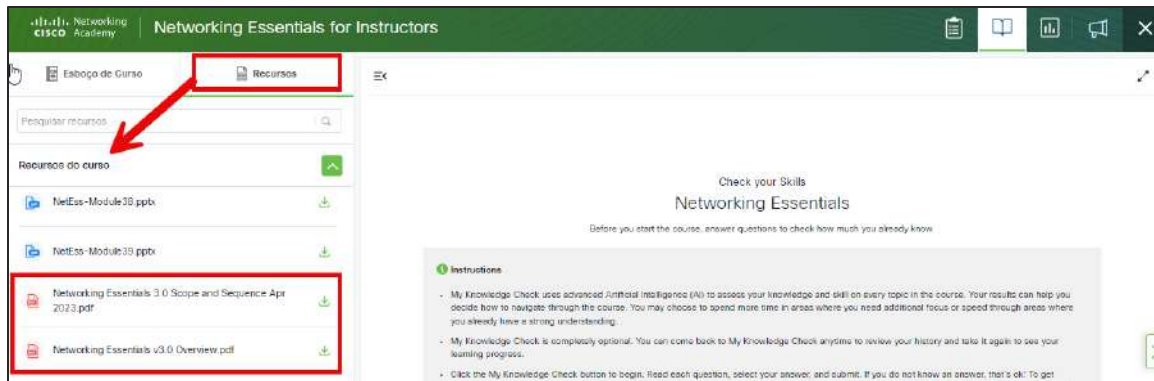 Networking
CISCO Academy
Networking Essentials for Instructors
Esboço de Curso
Recursos
Pesquisar recursos
Recursos do curso
NetEss-Module38.pptx
NetEss-Module39.pptx
Networking Essentials 3.0 Scope and Sequence Apr
2023.pdf
Networking Essentials v3.0 Overview.pdf
Check your Skills
Networking Essentials
Before you start the course, answer questions to check how much you already know
Instructions
My Knowledge Check uses advanced Artificial Intelligence (AI) to assess your knowledge and skill on every topic in the course. Your results can help you
decide how to navigate through the course. You may choose to spend more time in areas where you need additional focus or speed through areas where
you already have a strong understanding.
My Knowledge Check is completely optional. You can come back to My Knowledge Check anytime to review your history and take it again to see your
learning progress.
Click the My Knowledge Check button to begin. Read each question, select your answer, and submit. If you do not know an answer, that's ok! To get